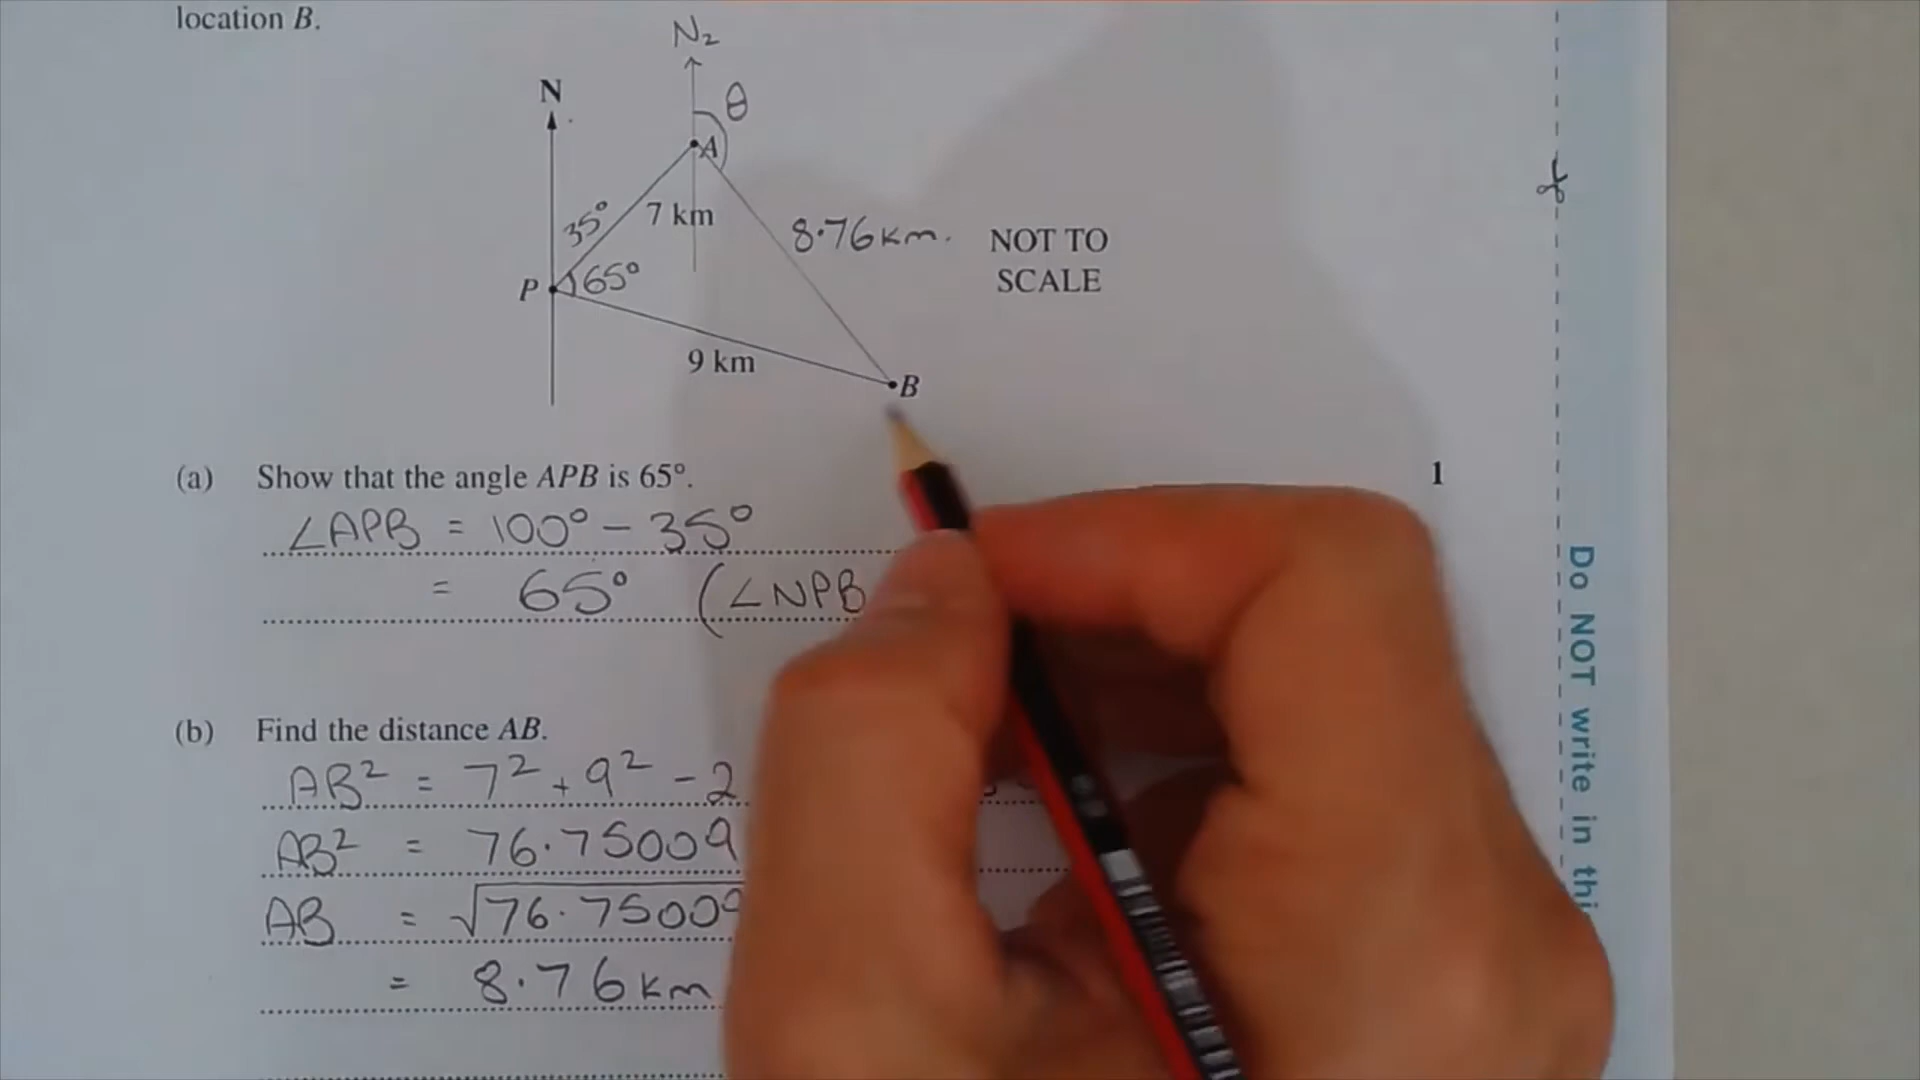 location B.
N₂
N
θ
A
35°
7 km
8.76km.
NOT TO
SCALE
65°
P
9 km
B
(a) Show that the angle APB is 65°. 1
∠APB = 100° - 35°
= 65° (∠NPB
(b) Find the distance AB.
AB² = 7² + 9² - 2
AB² = 76.75009
AB = √76.7500
= 8.76km
Do NOT write in